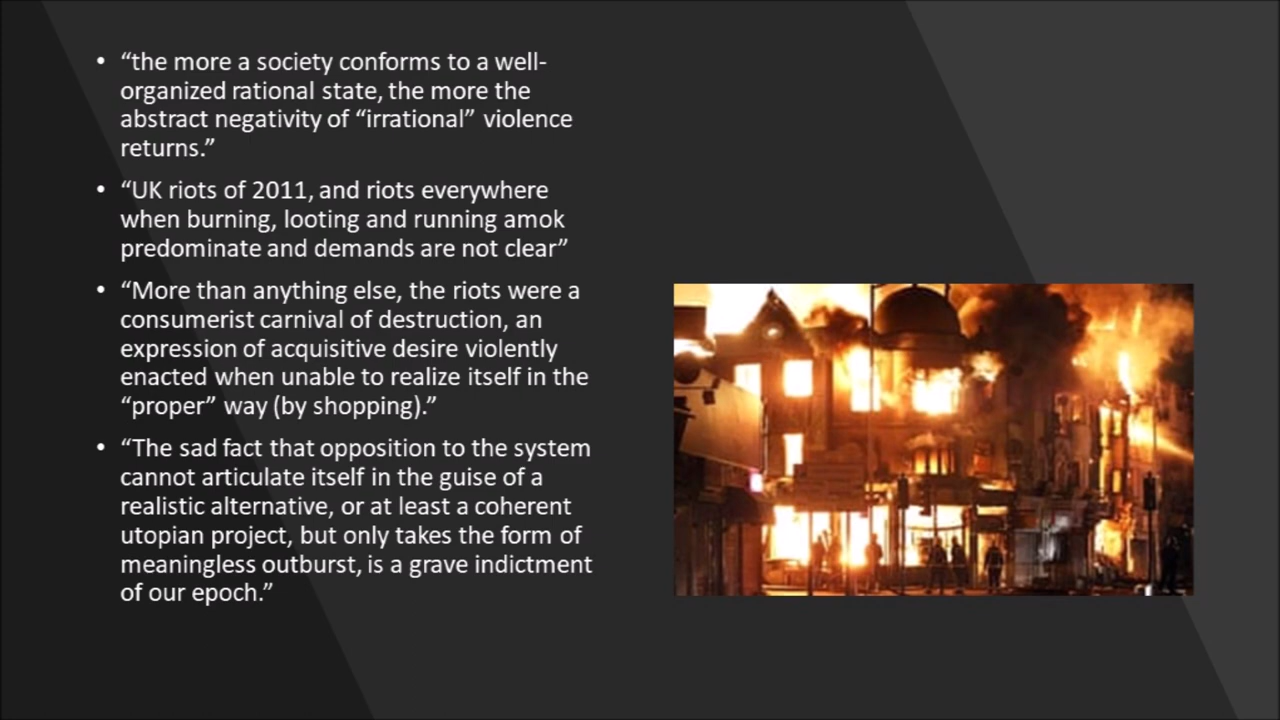 • “the more a society conforms to a well-
organized rational state, the more the
abstract negativity of “irrational” violence
returns.”
• “UK riots of 2011, and riots everywhere
when burning, looting and running amok
predominate and demands are not clear”
• “More than anything else, the riots were a
consumerist carnival of destruction, an
expression of acquisitive desire violently
enacted when unable to realize itself in the
“proper” way (by shopping).”
• “The sad fact that opposition to the system
cannot articulate itself in the guise of a
realistic alternative, or at least a coherent
utopian project, but only takes the form of
meaningless outburst, is a grave indictment
of our epoch.”